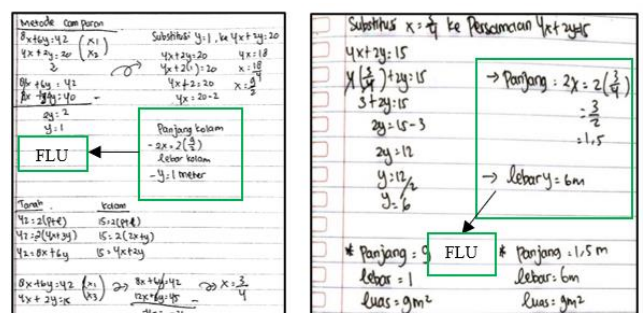 Metode Camparan
8x+6y=42 (x1
4x+2y=20 (x2
8x+6y=42
8x+4y=40
2y=2
y=1
FLU
Substitusi y=1, ke 4x+2y=20
4x+2y=20
4x+2(1)=20
4x+2=20
4x=20-2
4x=18
x=18/4
x=9/2
Panjang kolam
-2x=2(9/2)
lebar kolam
-y=1 meter
Tanah
42=2(p+l)
42=2(4x+3y)
42=8x+6y
kolam
15=2(p+l)
15=2(2x+y)
15=4x+2y
8x+6y=42 (x1
4x+2y=15 (x3
8x+6y=42
12x+6y=45
x=3/4
Substitus x=3/4 ke Persamaan 4x+2y=15
4x+2y=15
4(3/4)+2y=15
3+2y=15
2y=15-3
2y=12
y=12/2
y=6
→ Panjang = 2x = 2(3/4)
=3/2
=1,5
→ lebar y = 6m
FLU
* Panjang = 9
lebar = 1
luas = 9m²
* Panjang = 1,5 m
lebar = 6m
luas = 9m²